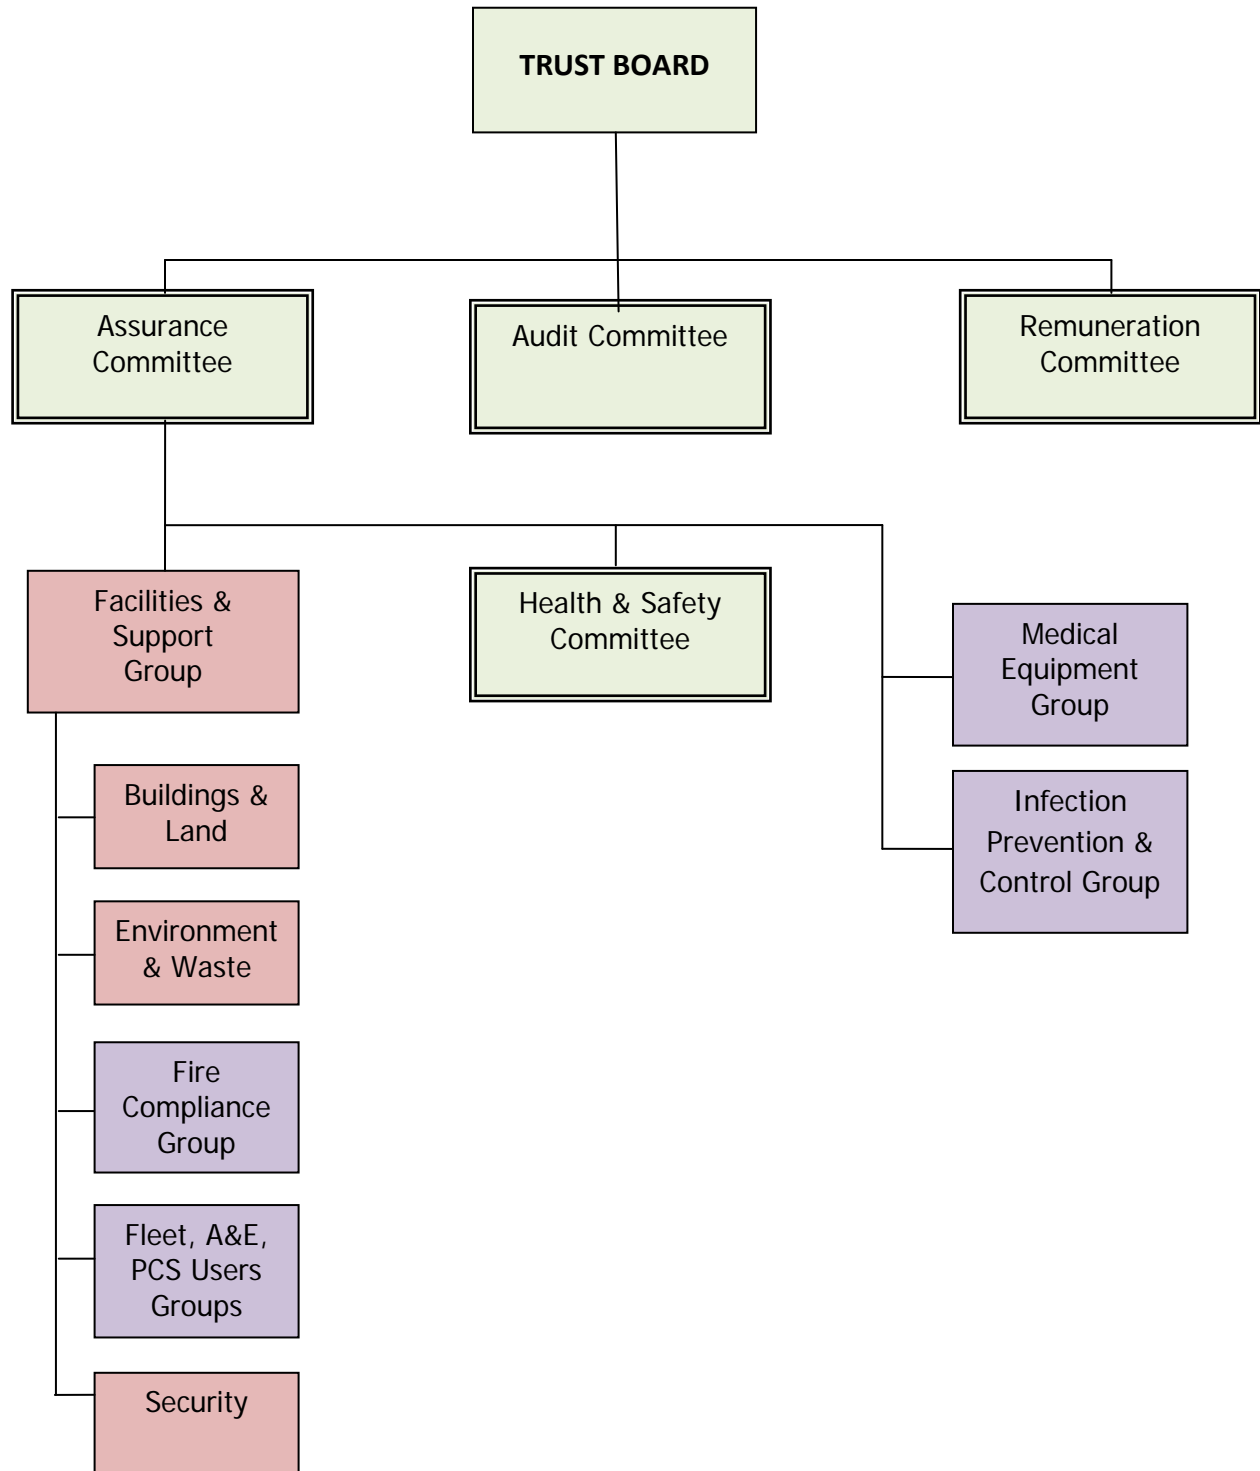 TRUST BOARD
Assurance
Committee
Audit Committee
Remuneration
Committee
Facilities &
Support
Group
Health & Safety
Committee
Medical
Equipment
Group
Buildings &
Land
Infection
Prevention &
Control Group
Environment
& Waste
Fire
Compliance
Group
Fleet, A&E,
PCS Users
Groups
Security